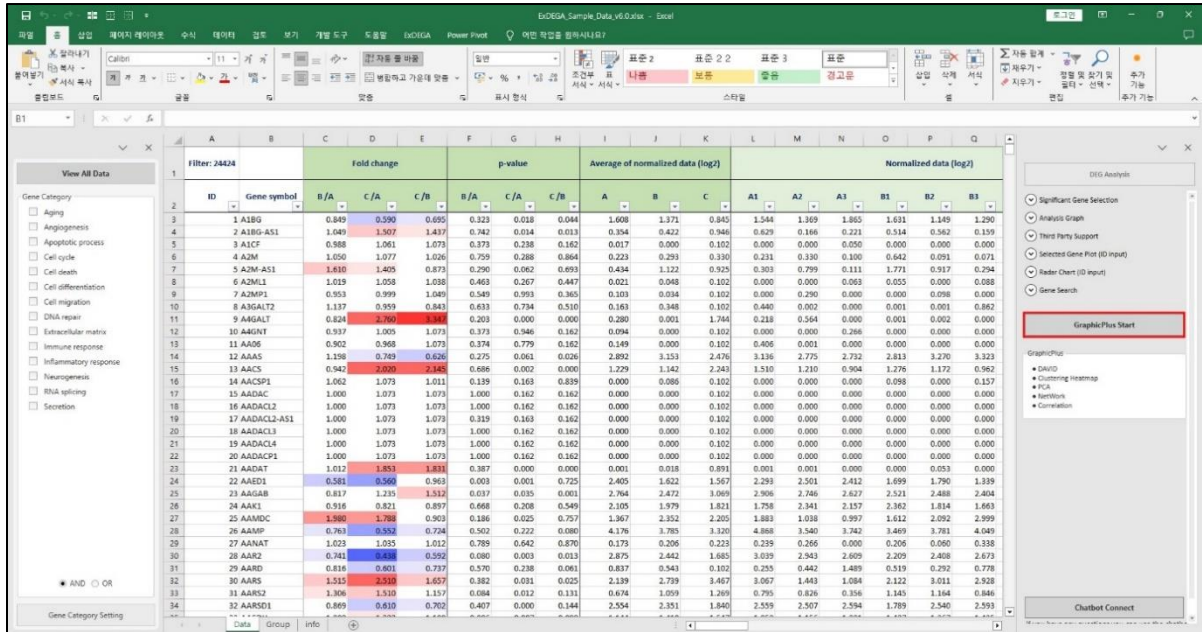 ExDEGA_Sample_Data_v6.0.xlsx - Excel
로그인
파일 홈 삽입 페이지 레이아웃 수식 데이터 검토 보기 개발 도구 도움말 ExDEGA Power Pivot 어떤 작업을 원하시나요?
잘라내기
복사
서식 복사
붙여넣기
Calibri 11
자동 줄 바꿈
병합하고 가운데 맞춤
일반
조건부 서식
표 서식
표준 2 표준 2 2 표준 3 표준
나쁨 보통 좋음 경고문
삽입 삭제 서식
자동 합계
채우기
지우기
정렬 및 찾기 및
필터 선택
추가 기능
클립보드 글꼴 맞춤 표시 형식 스타일 셀 편집 추가 기능
B1
View All Data
Gene Category
Aging
Angiogenesis
Apoptotic process
Cell cycle
Cell death
Cell differentiation
Cell migration
DNA repair
Extracellular matrix
Immune response
Inflammatory response
Neurogenesis
RNA splicing
Secretion
AND OR
Gene Category Setting
A B C D E F G H I J K L M N O P Q
1 Filter: 24424 Fold change p-value Average of normalized data (log2) Normalized data (log2)
2 ID Gene symbol B/A C/A C/B B/A C/A C/B A B C A1 A2 A3 B1 B2 B3
3 1 A1BG 0.849 0.590 0.695 0.323 0.018 0.044 1.608 1.371 0.845 1.544 1.369 1.865 1.631 1.149 1.290
4 2 A1BG-AS1 1.049 1.507 1.437 0.742 0.014 0.013 0.354 0.422 0.946 0.629 0.166 0.221 0.514 0.562 0.159
5 3 A1CF 0.988 1.061 1.073 0.373 0.238 0.162 0.017 0.000 0.102 0.000 0.000 0.050 0.000 0.000 0.000
6 4 A2M 1.050 1.077 1.026 0.759 0.288 0.864 0.223 0.293 0.330 0.231 0.330 0.100 0.642 0.091 0.071
7 5 A2M-AS1 1.610 1.405 0.873 0.290 0.062 0.693 0.434 1.122 0.925 0.303 0.799 0.111 1.771 0.917 0.294
8 6 A2ML1 1.019 1.058 1.038 0.463 0.267 0.447 0.021 0.048 0.102 0.000 0.000 0.063 0.055 0.000 0.088
9 7 A2MP1 0.953 0.999 1.049 0.549 0.993 0.365 0.103 0.034 0.102 0.000 0.290 0.000 0.000 0.098 0.000
10 8 A3GALT2 1.137 0.959 0.843 0.633 0.734 0.510 0.163 0.348 0.102 0.440 0.002 0.000 0.001 0.001 0.862
11 9 A4GALT 0.824 2.760 3.347 0.203 0.000 0.000 0.280 0.001 1.744 0.218 0.564 0.000 0.001 0.002 0.000
12 10 A4GNT 0.937 1.005 1.073 0.373 0.946 0.162 0.094 0.000 0.102 0.000 0.000 0.266 0.000 0.000 0.000
13 11 AA06 0.902 0.968 1.073 0.374 0.779 0.162 0.149 0.000 0.102 0.406 0.001 0.000 0.000 0.000 0.000
14 12 AAAS 1.198 0.749 0.626 0.275 0.061 0.026 2.892 3.153 2.476 3.136 2.775 2.732 2.813 3.270 3.323
15 13 AACS 0.942 2.020 2.145 0.686 0.002 0.000 1.229 1.142 2.243 1.510 1.210 0.904 1.276 1.172 0.962
16 14 AACSP1 1.062 1.073 1.011 0.139 0.163 0.839 0.000 0.086 0.102 0.000 0.000 0.000 0.098 0.000 0.157
17 15 AADAC 1.000 1.073 1.073 1.000 0.162 0.162 0.000 0.000 0.102 0.000 0.000 0.000 0.000 0.000 0.000
18 16 AADACL2 1.000 1.073 1.073 1.000 0.162 0.162 0.000 0.000 0.102 0.000 0.000 0.000 0.000 0.000 0.000
19 17 AADACL2-AS1 1.000 1.073 1.073 0.319 0.163 0.162 0.000 0.000 0.102 0.000 0.000 0.000 0.000 0.000 0.000
20 18 AADACL3 1.000 1.073 1.073 1.000 0.162 0.162 0.000 0.000 0.102 0.000 0.000 0.000 0.000 0.000 0.000
21 19 AADACL4 1.000 1.073 1.073 1.000 0.162 0.162 0.000 0.000 0.102 0.000 0.000 0.000 0.000 0.000 0.000
22 20 AADACP1 1.000 1.073 1.073 1.000 0.162 0.162 0.000 0.000 0.102 0.000 0.000 0.000 0.000 0.000 0.000
23 21 AADAT 1.012 1.853 1.831 0.387 0.000 0.000 0.001 0.018 0.891 0.001 0.001 0.000 0.000 0.053 0.000
24 22 AAED1 0.581 0.560 0.963 0.003 0.001 0.725 2.405 1.622 1.567 2.293 2.501 2.412 1.699 1.790 1.339
25 23 AAGAB 0.817 1.235 1.512 0.037 0.035 0.001 2.764 2.472 3.069 2.906 2.746 2.627 2.521 2.488 2.404
26 24 AAK1 0.916 0.821 0.897 0.668 0.208 0.549 2.105 1.979 1.821 1.758 2.341 2.157 2.362 1.814 1.663
27 25 AAMDC 1.980 1.788 0.903 0.186 0.025 0.757 1.367 2.352 2.205 1.883 1.038 0.997 1.612 2.092 2.999
28 26 AAMP 0.763 0.552 0.724 0.502 0.222 0.080 4.176 3.785 3.320 4.868 3.540 3.742 3.469 3.781 4.049
29 27 AANAT 1.023 1.035 1.012 0.789 0.642 0.870 0.173 0.206 0.223 0.239 0.266 0.000 0.206 0.060 0.338
30 28 AAR2 0.741 0.438 0.592 0.080 0.003 0.013 2.875 2.442 1.685 3.039 2.943 2.609 2.209 2.408 2.673
31 29 AARD 0.816 0.601 0.737 0.570 0.238 0.061 0.837 0.543 0.102 0.255 0.442 1.489 0.519 0.292 0.778
32 30 AARS 1.515 2.510 1.657 0.382 0.031 0.025 2.139 2.739 3.467 3.067 1.443 1.084 2.122 3.011 2.928
33 31 AARS2 1.306 1.510 1.157 0.084 0.012 0.131 0.674 1.059 1.269 0.795 0.826 0.356 1.145 1.164 0.846
34 32 AARSD1 0.869 0.610 0.702 0.407 0.000 0.144 2.554 2.351 1.840 2.559 2.507 2.594 1.789 2.540 2.593
Data Group info
DEG Analysis
Significant Gene Selection
Analysis Graph
Third Party Support
Selected Gene Plot (ID input)
Rader Chart (ID input)
Gene Search
GraphicPlus Start
GraphicPlus
DAVID
Clustering Heatmap
PCA
NetWork
Correlation
Chatbot Connect